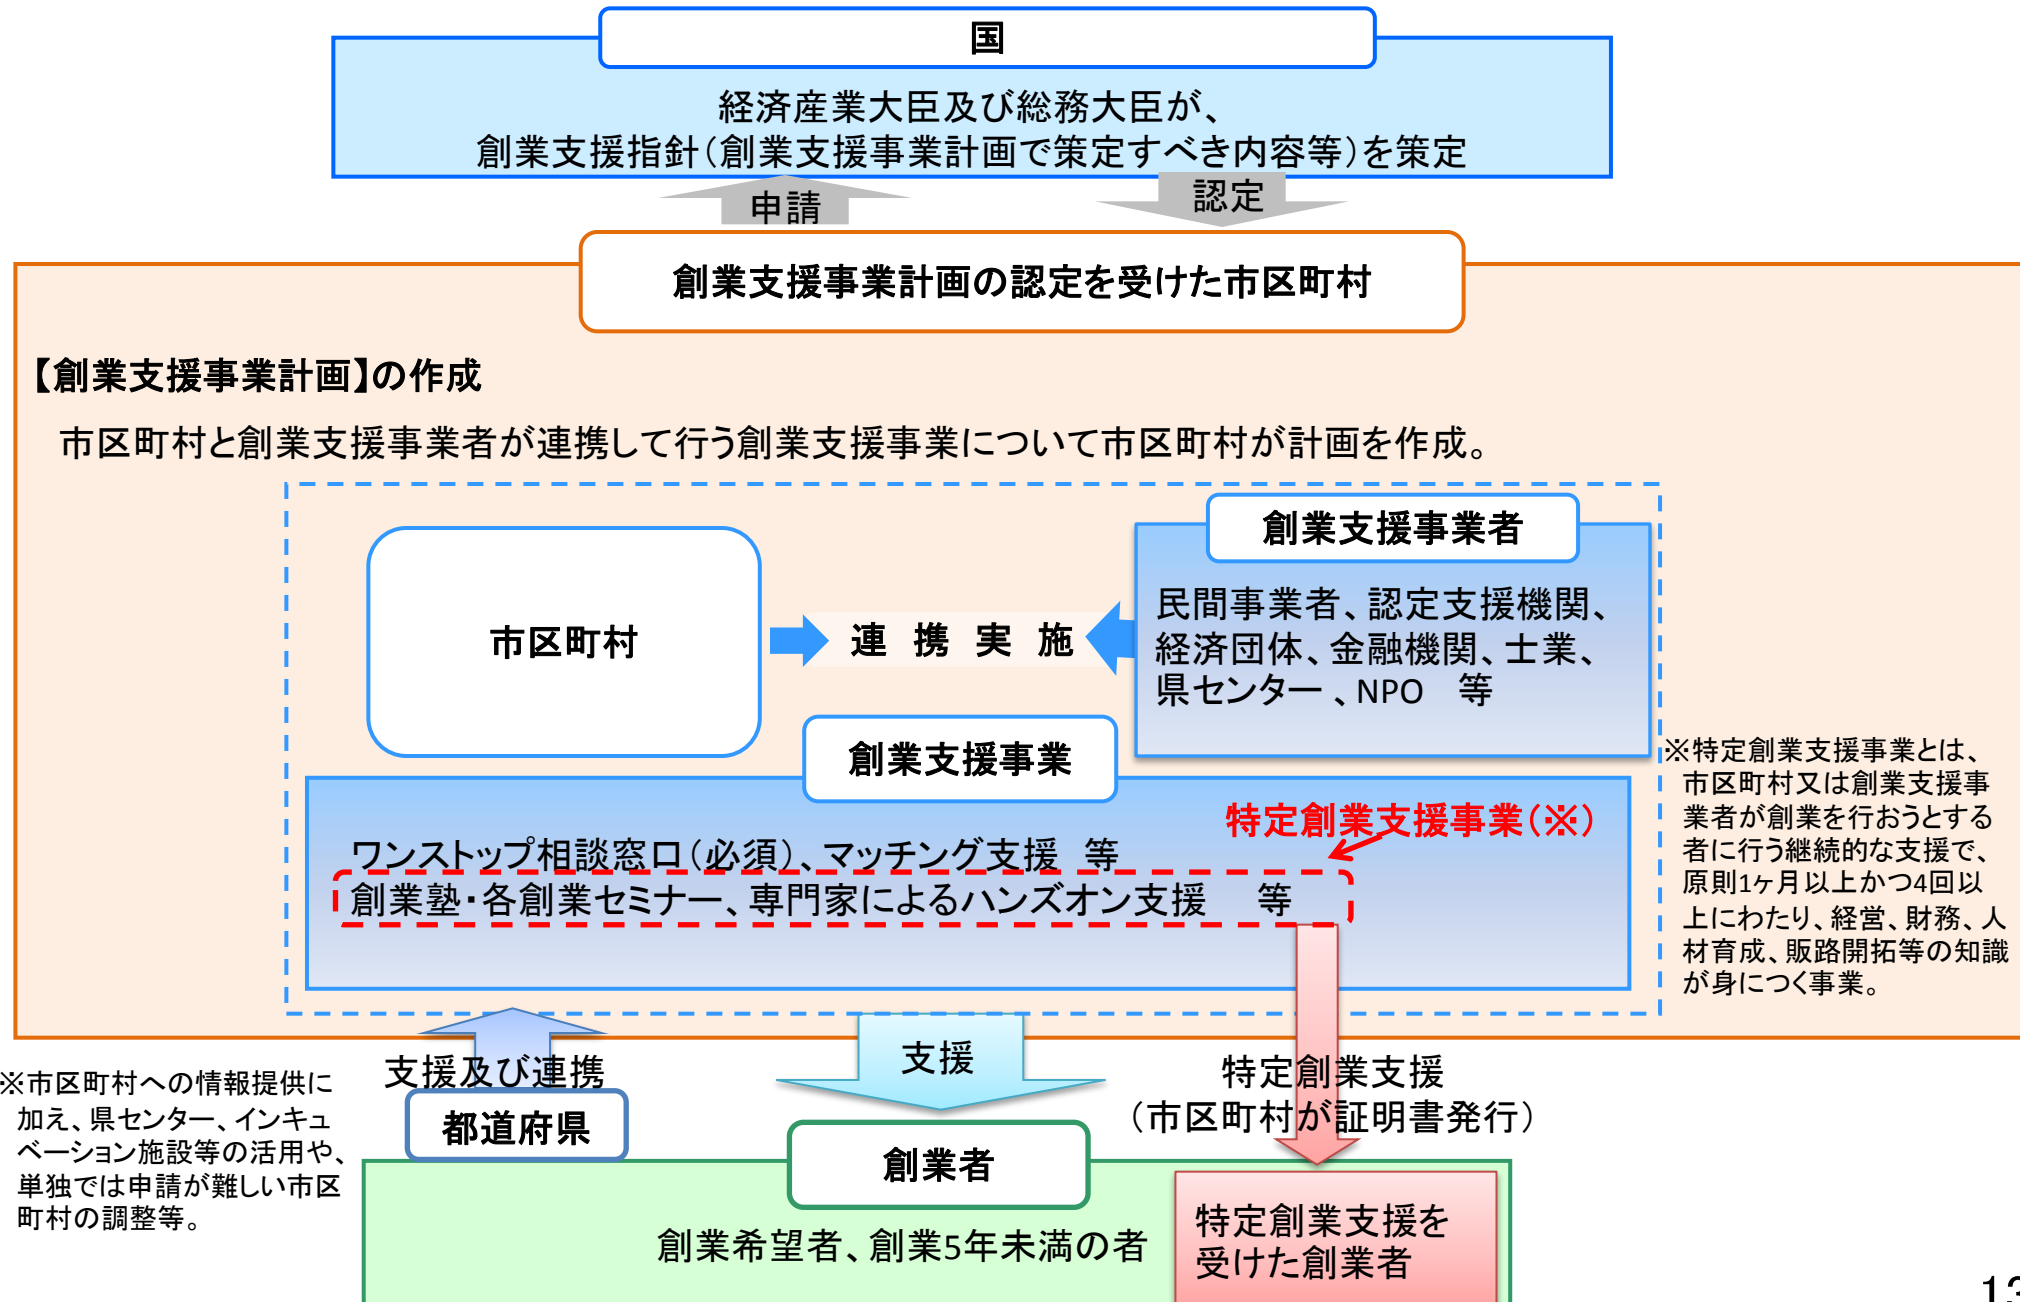 国
経済産業大臣及び総務大臣が、
創業支援指針(創業支援事業計画で策定すべき内容等)を策定
申請
認定
創業支援事業計画の認定を受けた市区町村
【創業支援事業計画】の作成
市区町村と創業支援事業者が連携して行う創業支援事業について市区町村が計画を作成。
市区町村
連 携 実 施
創業支援事業者
民間事業者、認定支援機関、
経済団体、金融機関、士業、
県センター 、NPO 等
創業支援事業
特定創業支援事業(※)
ワンストップ相談窓口(必須)、マッチング支援 等
創業塾・各創業セミナー、専門家によるハンズオン支援 等
※特定創業支援事業とは、
市区町村又は創業支援事
業者が創業を行おうとする
者に行う継続的な支援で、
原則1ヶ月以上かつ4回以
上にわたり、経営、財務、人
材育成、販路開拓等の知識
が身につく事業。
支援及び連携
都道府県
※市区町村への情報提供に
加え、県センター、インキュ
ベーション施設等の活用や、
単独では申請が難しい市区
町村の調整等。
支援
特定創業支援
(市区町村が証明書発行)
創業者
創業希望者、創業5年未満の者
特定創業支援を
受けた創業者
13